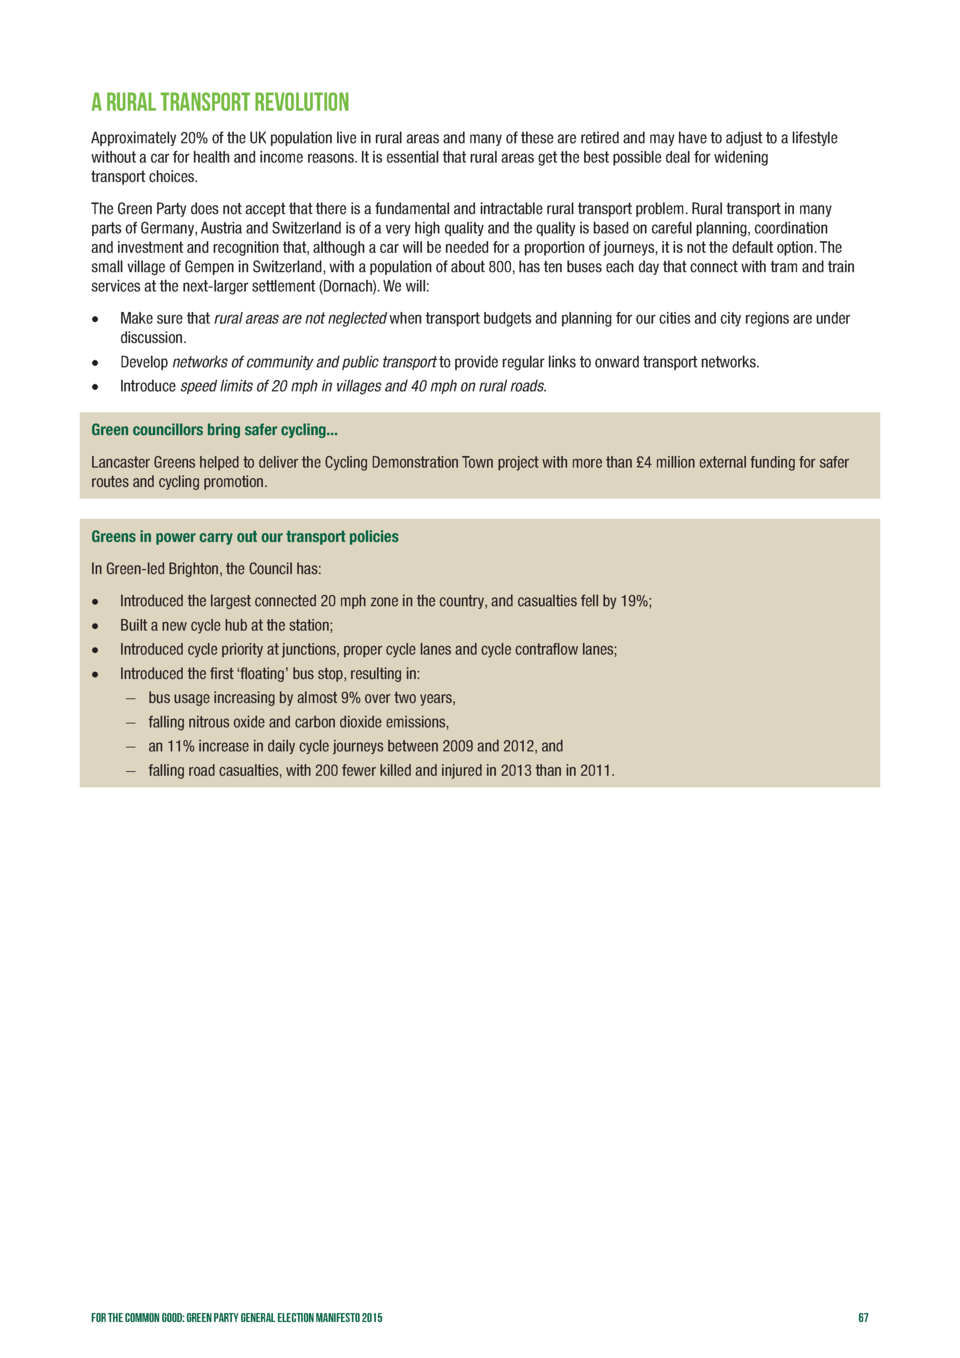 A RURAL TRANSPORT REVOLUTION
Approximately 20% of the UK population live in rural areas and many of these are retired and may have to adjust to a lifestyle
without a car for health and income reasons. It is essential that rural areas get the best possible deal for widening
transport choices.
The Green Party does not accept that there is a fundamental and intractable rural transport problem. Rural transport in many
parts of Germany, Austria and Switzerland is of a very high quality and the quality is based on careful planning, coordination
and investment and recognition that, although a car will be needed for a proportion of journeys, it is not the default option. The
small village of Gempen in Switzerland, with a population of about 800, has ten buses each day that connect with tram and train
services at the next-larger settlement (Dornach). We will:
• Make sure that rural areas are not neglected when transport budgets and planning for our cities and city regions are under
discussion.
• Develop networks of community and public transport to provide regular links to onward transport networks.
• Introduce speed limits of 20 mph in villages and 40 mph on rural roads.
Green councillors bring safer cycling...
Lancaster Greens helped to deliver the Cycling Demonstration Town project with more than £4 million external funding for safer
routes and cycling promotion.
Greens in power carry out our transport policies
In Green-led Brighton, the Council has:
• Introduced the largest connected 20 mph zone in the country, and casualties fell by 19%;
• Built a new cycle hub at the station;
• Introduced cycle priority at junctions, proper cycle lanes and cycle contraflow lanes;
• Introduced the first ‘floating’ bus stop, resulting in:
— bus usage increasing by almost 9% over two years,
— falling nitrous oxide and carbon dioxide emissions,
— an 11% increase in daily cycle journeys between 2009 and 2012, and
— falling road casualties, with 200 fewer killed and injured in 2013 than in 2011.
FOR THE COMMON GOOD: GREEN PARTY GENERAL ELECTION MANIFESTO 2015 67